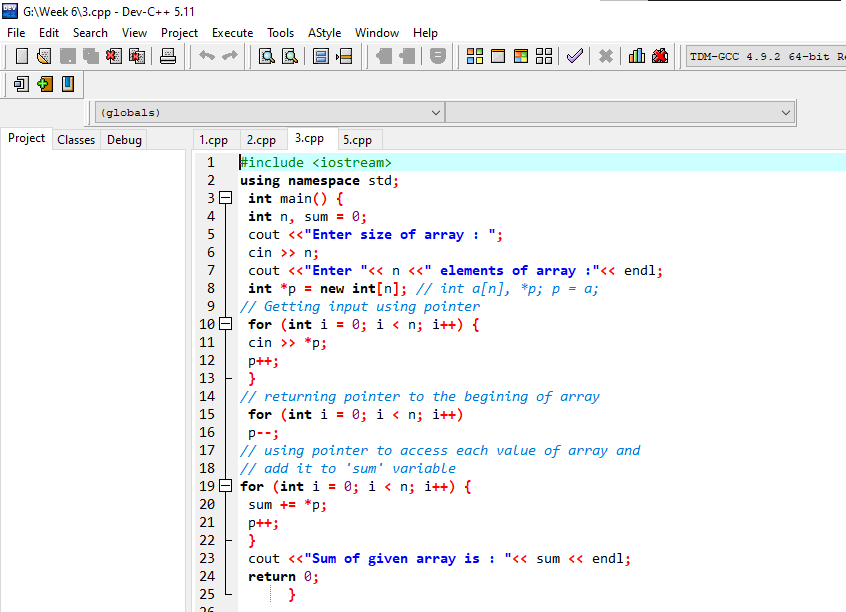 G:\Week 6\3.cpp - Dev-C++ 5.11
File Edit Search View Project Execute Tools AStyle Window Help
TDM-GCC 4.9.2 64-bit Re
(globals)
Project Classes Debug
1.cpp 2.cpp 3.cpp 5.cpp
1 #include <iostream>
2 using namespace std;
3 int main() {
4 int n, sum = 0;
5 cout <<"Enter size of array : ";
6 cin >> n;
7 cout <<"Enter "<< n <<" elements of array :"<< endl;
8 int *p = new int[n]; // int a[n], *p; p = a;
9 // Getting input using pointer
10 for (int i = 0; i < n; i++) {
11 cin >> *p;
12 p++;
13 }
14 // returning pointer to the begining of array
15 for (int i = 0; i < n; i++)
16 p--;
17 // using pointer to access each value of array and
18 // add it to 'sum' variable
19 for (int i = 0; i < n; i++) {
20 sum += *p;
21 p++;
22 }
23 cout <<"Sum of given array is : "<< sum << endl;
24 return 0;
25 }
26